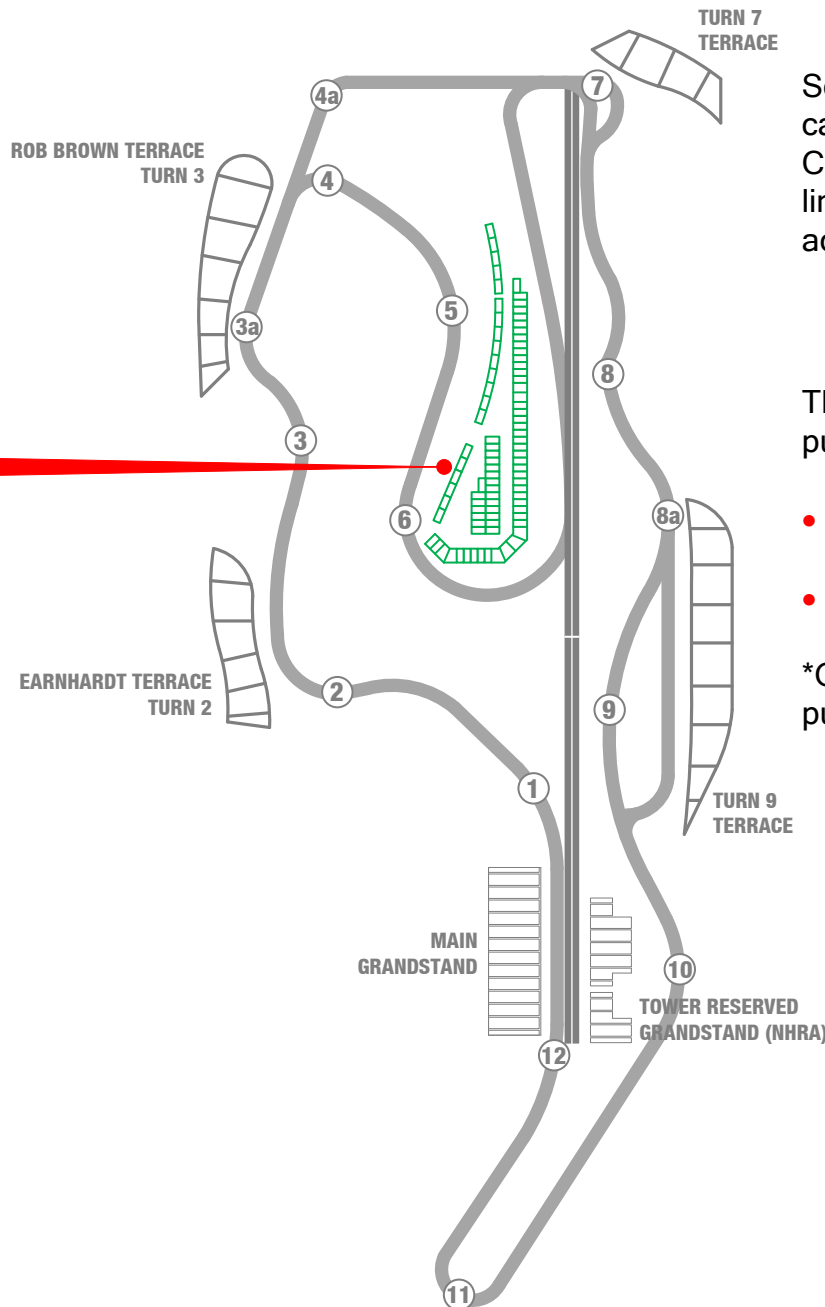 TURN 7
TERRACE
4a
7
ROB BROWN TERRACE
TURN 3
4
5
3a
8
3
6
8a
EARNHARDT TERRACE
TURN 2
2
9
1
TURN 9
TERRACE
MAIN
GRANDSTAND
10
TOWER RESERVED
GRANDSTAND (NHRA)
12
11